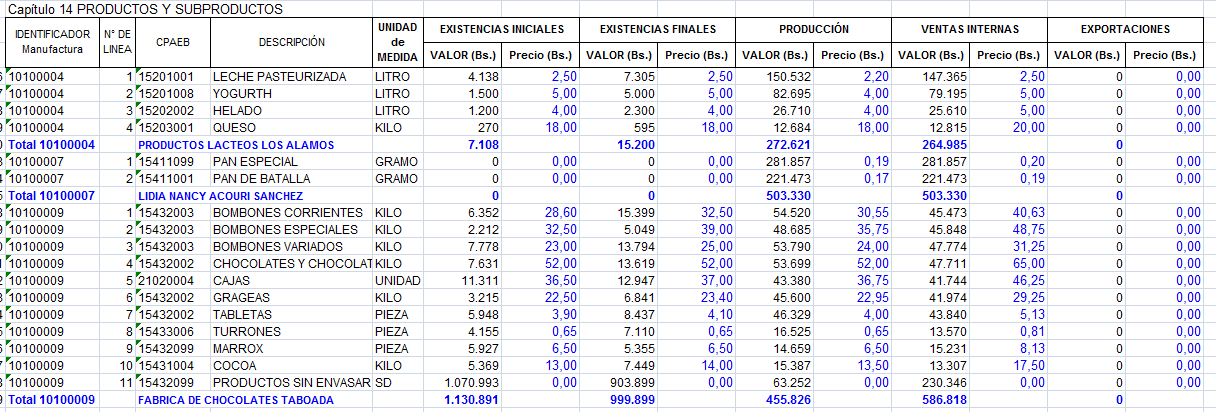 Capítulo 14 PRODUCTOS Y SUBPRODUCTOS
IDENTIFICADOR Manufactura N° DE LINEA CPAEB DESCRIPCIÓN UNIDAD de MEDIDA EXISTENCIAS INICIALES EXISTENCIAS FINALES PRODUCCIÓN VENTAS INTERNAS EXPORTACIONES
VALOR (Bs.) Precio (Bs.) VALOR (Bs.) Precio (Bs.) VALOR (Bs.) Precio (Bs.) VALOR (Bs.) Precio (Bs.) VALOR (Bs.) Precio (Bs.)
10100004 1 15201001 LECHE PASTEURIZADA LITRO 4.138 2,50 7.305 2,50 150.532 2,20 147.365 2,50 0 0,00
10100004 2 15201008 YOGURTH LITRO 1.500 5,00 5.000 5,00 82.695 4,00 79.195 5,00 0 0,00
10100004 3 15202002 HELADO LITRO 1.200 4,00 2.300 4,00 26.710 4,00 25.610 5,00 0 0,00
10100004 4 15203001 QUESO KILO 270 18,00 595 18,00 12.684 18,00 12.815 20,00 0 0,00
Total 10100004 PRODUCTOS LACTEOS LOS ALAMOS 7.108 15.200 272.621 264.985 0
10100007 1 15411099 PAN ESPECIAL GRAMO 0 0,00 0 0,00 281.857 0,19 281.857 0,20 0 0,00
10100007 2 15411001 PAN DE BATALLA GRAMO 0 0,00 0 0,00 221.473 0,17 221.473 0,19 0 0,00
Total 10100007 LIDIA NANCY ACOURI SANCHEZ 0 0 503.330 503.330 0
10100009 1 15432003 BOMBONES CORRIENTES KILO 6.352 28,60 15.399 32,50 54.520 30,55 45.473 40,63 0 0,00
10100009 2 15432003 BOMBONES ESPECIALES KILO 2.212 32,50 5.049 39,00 48.685 35,75 45.848 48,75 0 0,00
10100009 3 15432003 BOMBONES VARIADOS KILO 7.778 23,00 13.794 25,00 53.790 24,00 47.774 31,25 0 0,00
10100009 4 15432002 CHOCOLATES Y CHOCOLAT KILO 7.631 52,00 13.619 52,00 53.699 52,00 47.711 65,00 0 0,00
10100009 5 21020004 CAJAS UNIDAD 11.311 36,50 12.947 37,00 43.380 36,75 41.744 46,25 0 0,00
10100009 6 15432002 GRAGEAS KILO 3.215 22,50 6.841 23,40 45.600 22,95 41.974 29,25 0 0,00
10100009 7 15432002 TABLETAS PIEZA 5.948 3,90 8.437 4,10 46.329 4,00 43.840 5,13 0 0,00
10100009 8 15433006 TURRONES PIEZA 4.155 0,65 7.110 0,65 16.525 0,65 13.570 0,81 0 0,00
10100009 9 15432099 MARROX PIEZA 5.927 6,50 5.355 6,50 14.659 6,50 15.231 8,13 0 0,00
10100009 10 15431004 COCOA KILO 5.369 13,00 7.449 14,00 15.387 13,50 13.307 17,50 0 0,00
10100009 11 15432099 PRODUCTOS SIN ENVASAR SD 1.070.993 0,00 903.899 0,00 63.252 0,00 230.346 0,00 0 0,00
Total 10100009 FABRICA DE CHOCOLATES TABOADA 1.130.891 999.899 455.826 586.818 0